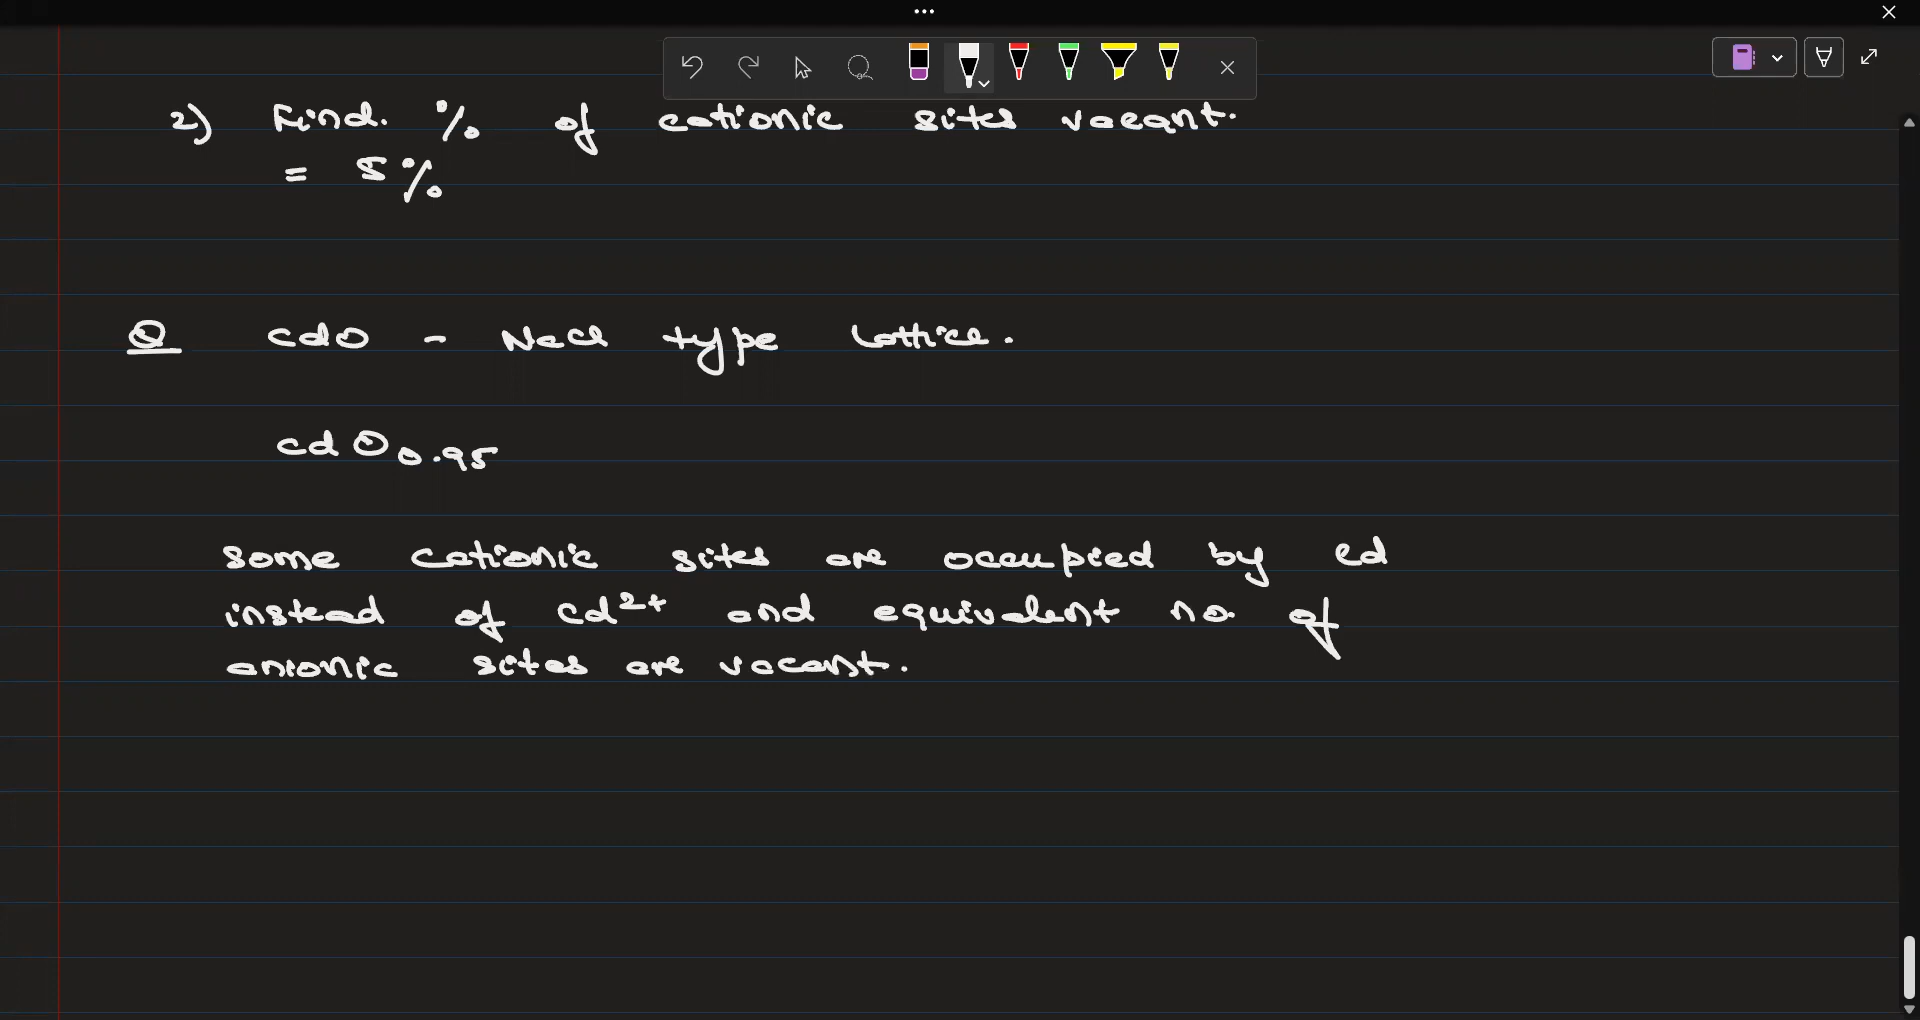 2) Find. % of cationic sites vacant.
= 5%
Q CdO - NaCl type lattice.
CdO0.95
Some cationic sites are occupied by Cd
instead of Cd2+ and equivalent no. of
anionic sites are vacant.